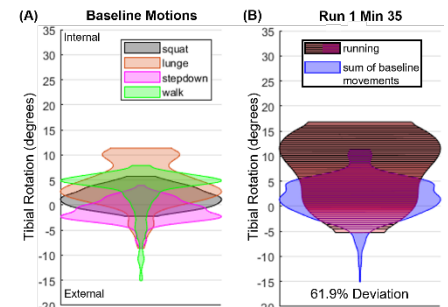 (A) Baseline Motions
Tibial Rotation (degrees)
35
30
25
20
15
10
5
0
-5
-10
-15
-20
Internal
squat
lunge
stepdown
walk
External
(B) Run 1 Min 35
Tibial Rotation (degrees)
35
30
25
20
15
10
5
0
-5
-10
-15
20
running
sum of baseline
movements
61.9% Deviation